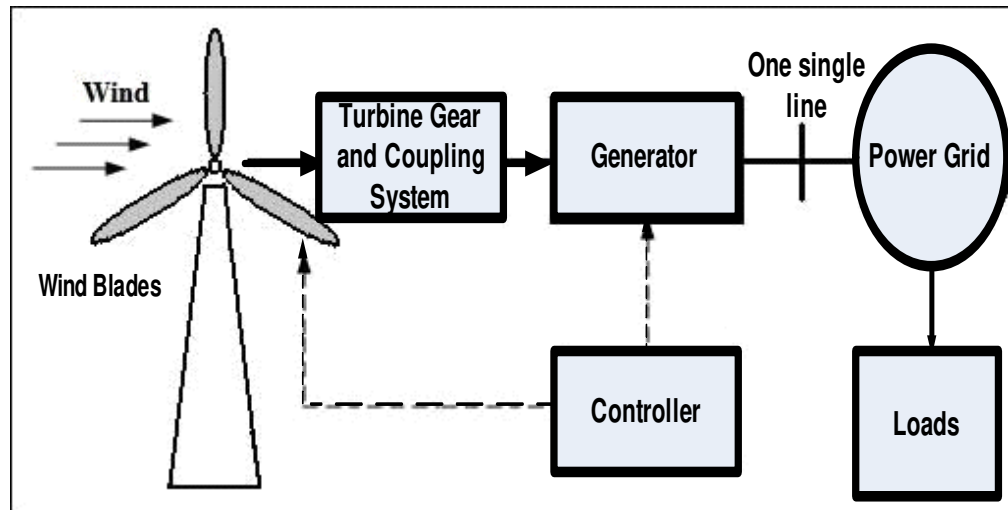 Wind
Wind Blades
Turbine Gear
and Coupling
System
Generator
One single
line
Power Grid
Controller
Loads